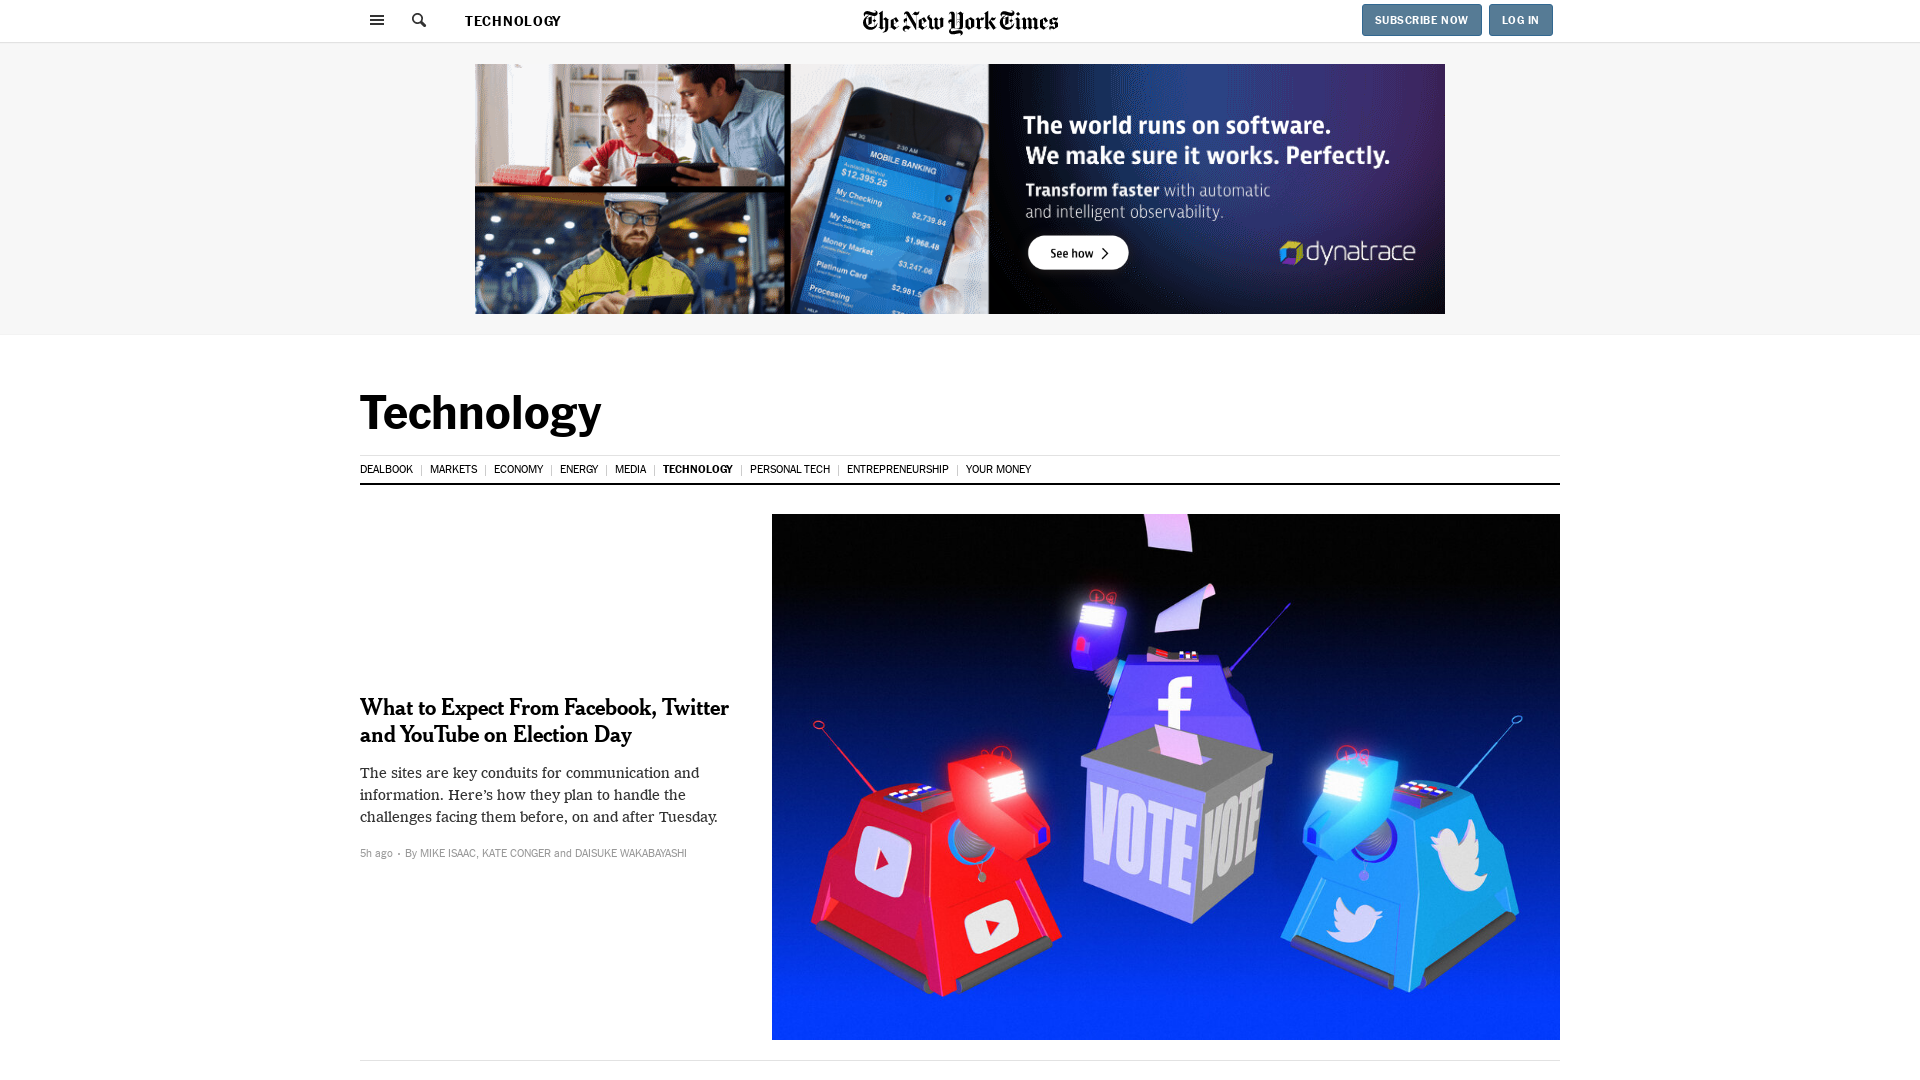 TECHNOLOGY
The New York Times
SUBSCRIBE NOW
LOG IN
2:30 AM
MOBILE BANKING
$12,395.25
My Checking
$2,739.64
My Savings
$1,968.48
Money Market
$3,247.06
Platinum Card
Processing
The world runs on software.
We make sure it works. Perfectly.
Transform faster with automatic
and intelligent observability.
See how
dynatrace
Technology
DEALBOOK
MARKETS
ECONOMY
ENERGY
MEDIA
TECHNOLOGY
PERSONAL TECH
ENTREPRENEURSHIP
YOUR MONEY
What to Expect From Facebook, Twitter
and YouTube on Election Day
The sites are key conduits for communication and
information. Here’s how they plan to handle the
challenges facing them before, on and after Tuesday.
5h ago • By MIKE ISAAC, KATE CONGER and DAISUKE WAKABAYASHI
f
VOTE
VOTE